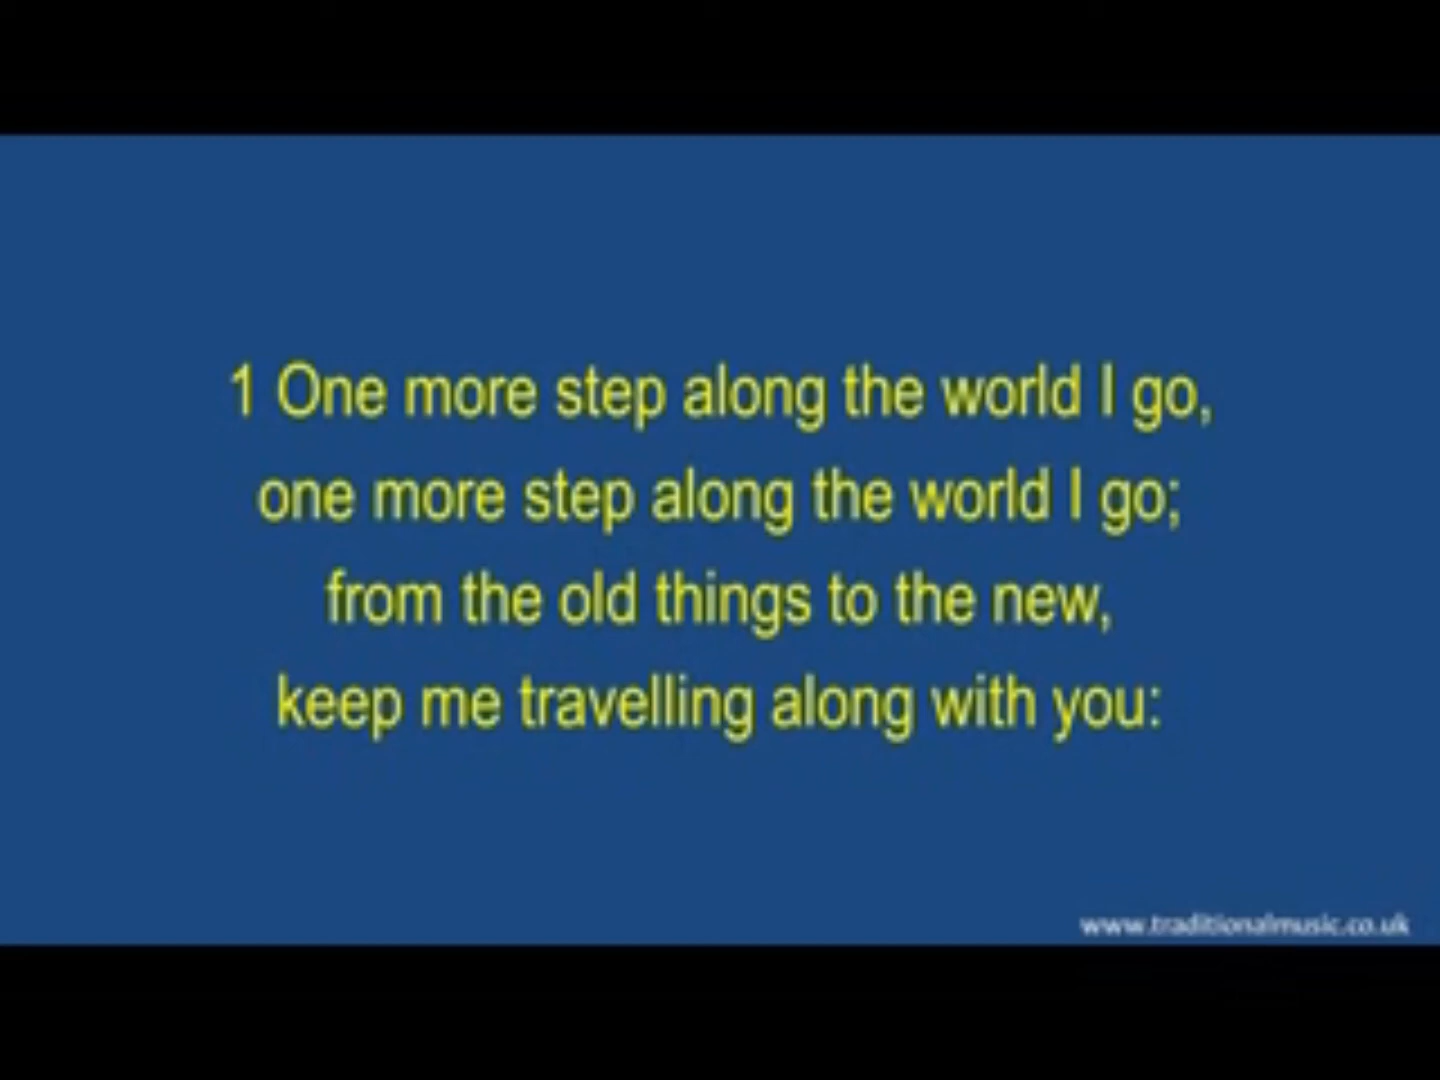 1 One more step along the world I go,
one more step along the world I go;
from the old things to the new,
keep me travelling along with you:
www.traditionalmusic.co.uk